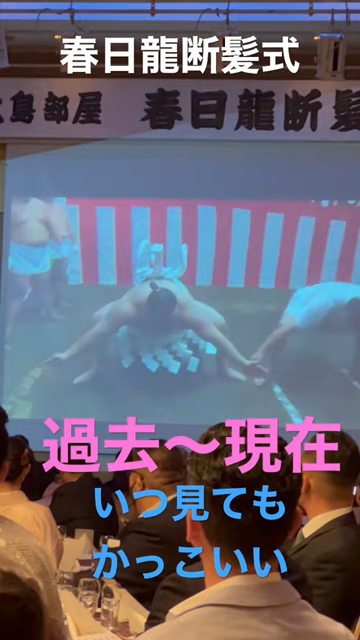 春日龍断髪式
島部屋 春日龍断髪
過去〜現在
いつ見ても
かっこいい